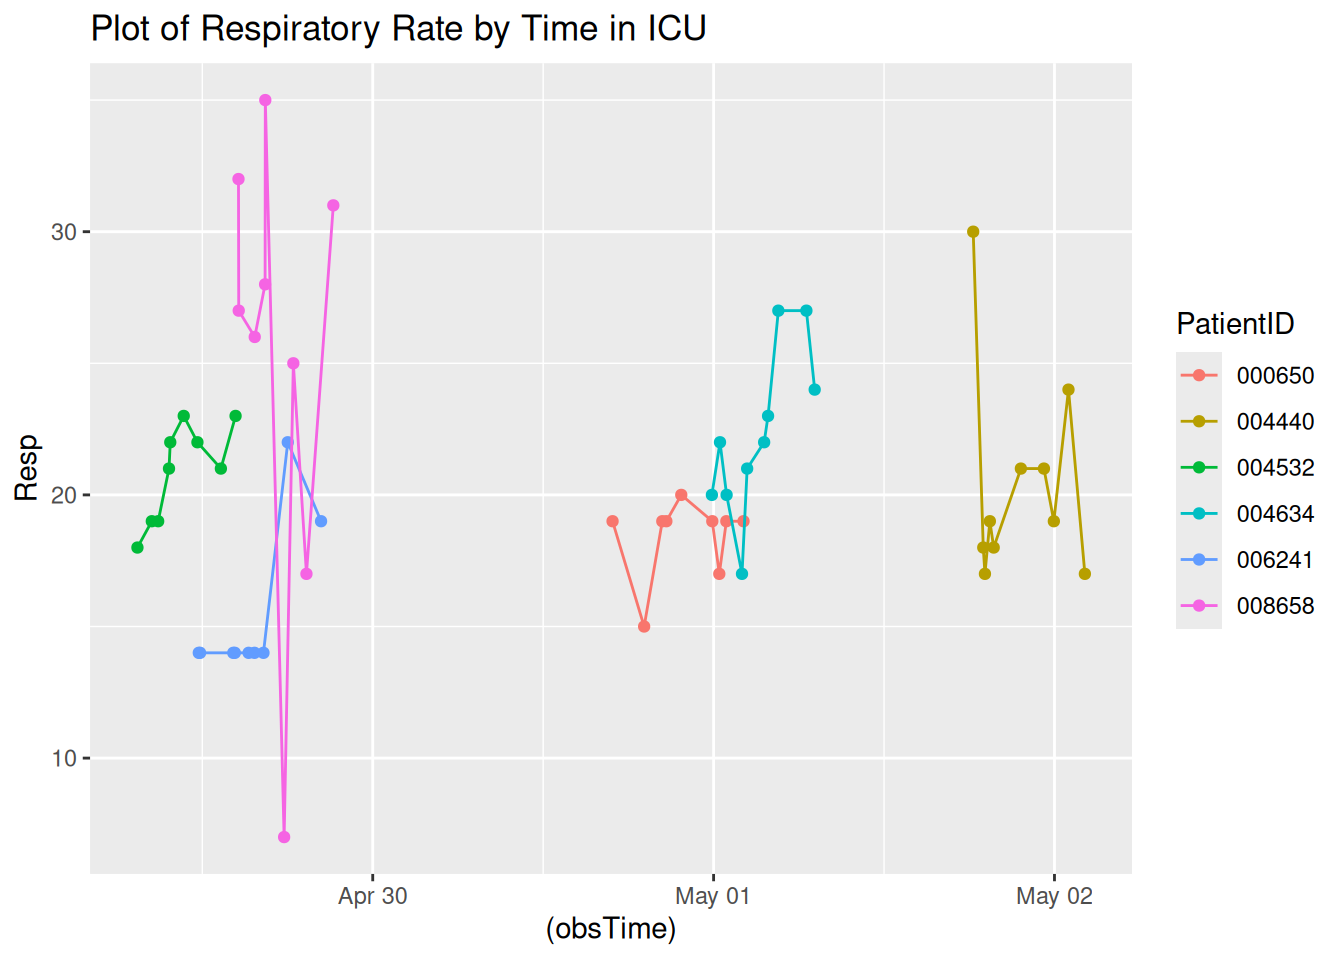 Plot of Respiratory Rate by Time in ICU
Resp
30
20
10
Apr 30
May 01
May 02
(obsTime)
PatientID
000650
004440
004532
004634
006241
008658